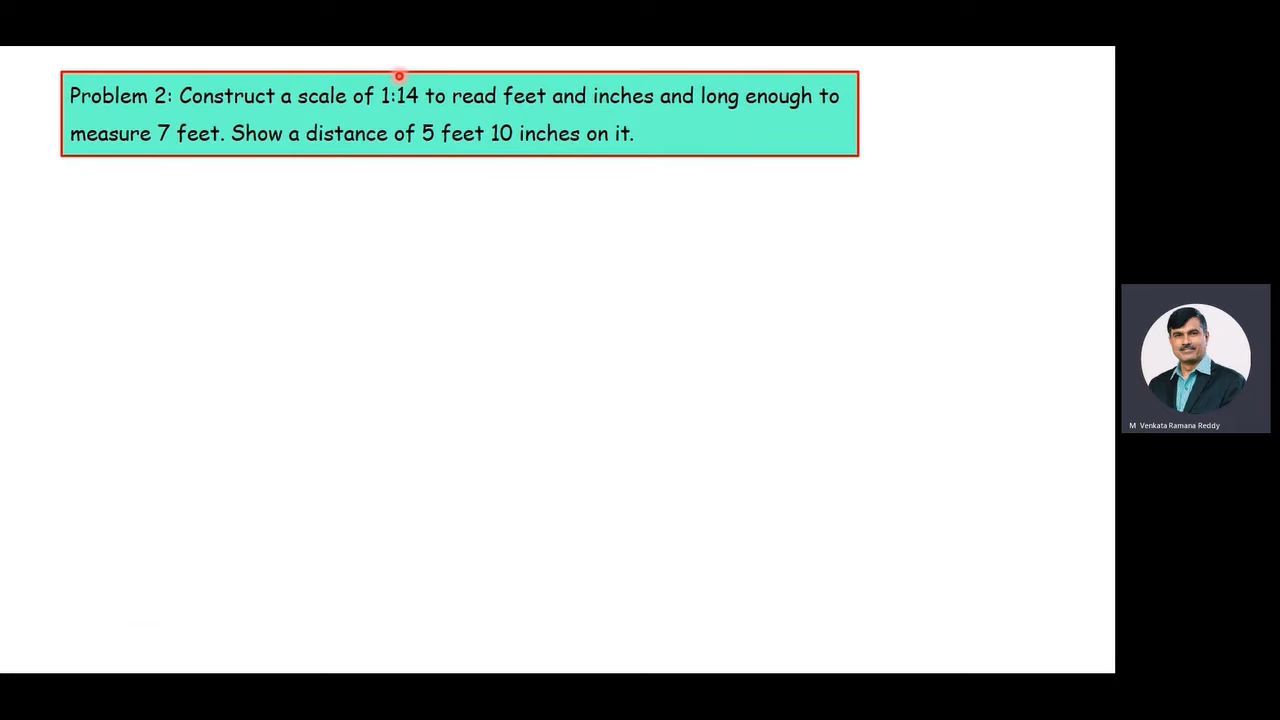 Problem 2: Construct a scale of 1:14 to read feet and inches and long enough to
measure 7 feet. Show a distance of 5 feet 10 inches on it.
M Venkata Ramana Reddy